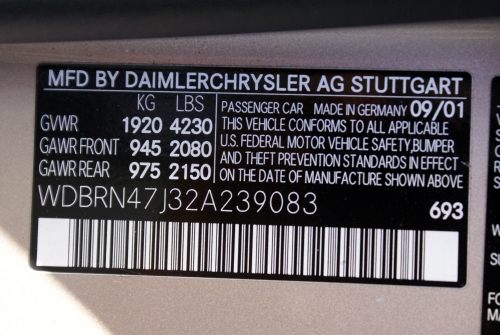 MFD BY DAIMLERCHRYSLER AG STUTTGART
KG LBS
GVWR 1920 4230
GAWR FRONT 945 2080
GAWR REAR 975 2150
PASSENGER CAR MADE IN GERMANY 09/01
THIS VEHICLE CONFORMS TO ALL APPLICABLE
U.S. FEDERAL MOTOR VEHICLE SAFETY,BUMPER
AND THEFT PREVENTION STANDARDS IN EFFECT
ON THE DATE OF MANUFACTURE SHOWN ABOVE
WDBRN47J32A239083
693